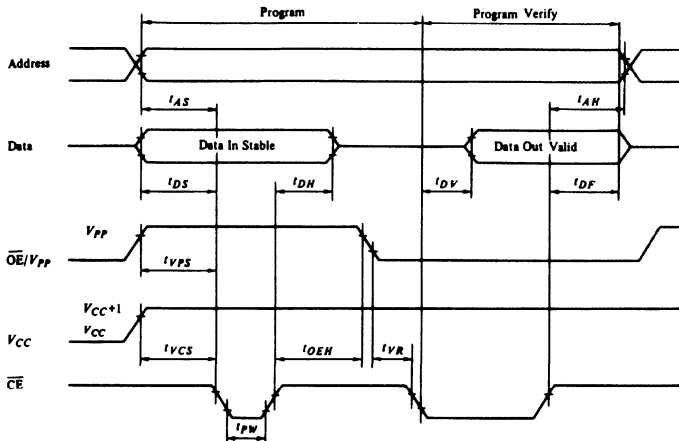 Program
Program Verify
Address
tAS
tAH
Data
Data In Stable
Data Out Valid
tDS
tDH
tDV
tDF
VPP
OE/VPP
tVPS
VCC+1
VCC
VCC
tVCS
tOEH
tVR
CE
tPW